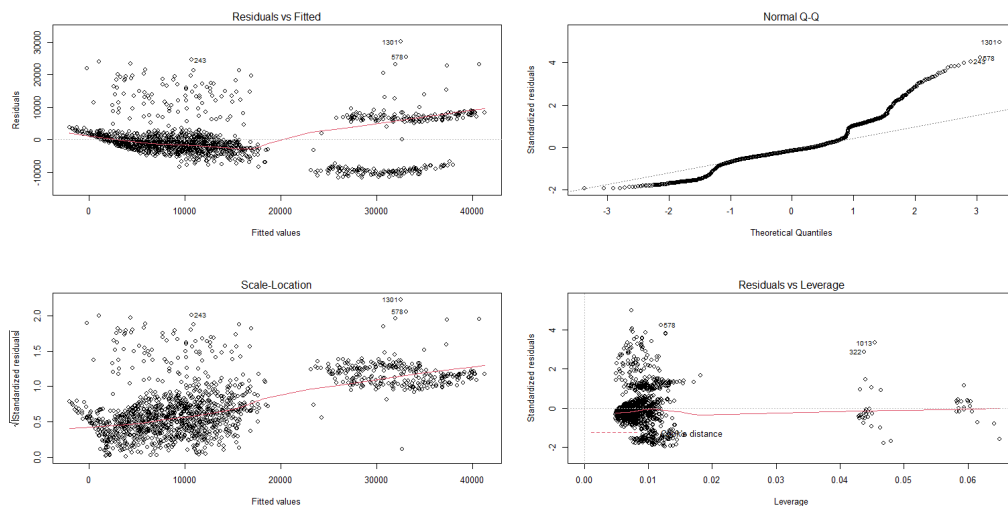 Residuals vs Fitted
Residuals
-10000 0 10000 20000 30000
0 10000 20000 30000 40000
Fitted values
1301
578
243
Normal Q-Q
Standardized residuals
-2 0 2 4
-3 -2 -1 0 1 2 3
Theoretical Quantiles
1301
578
243
Scale-Location
√|Standardized residuals|
0.0 0.5 1.0 1.5 2.0
0 10000 20000 30000 40000
Fitted values
1301
578
243
Residuals vs Leverage
Standardized residuals
-2 0 2 4
0.00 0.01 0.02 0.03 0.04 0.05 0.06
Leverage
578
1013
322
distance